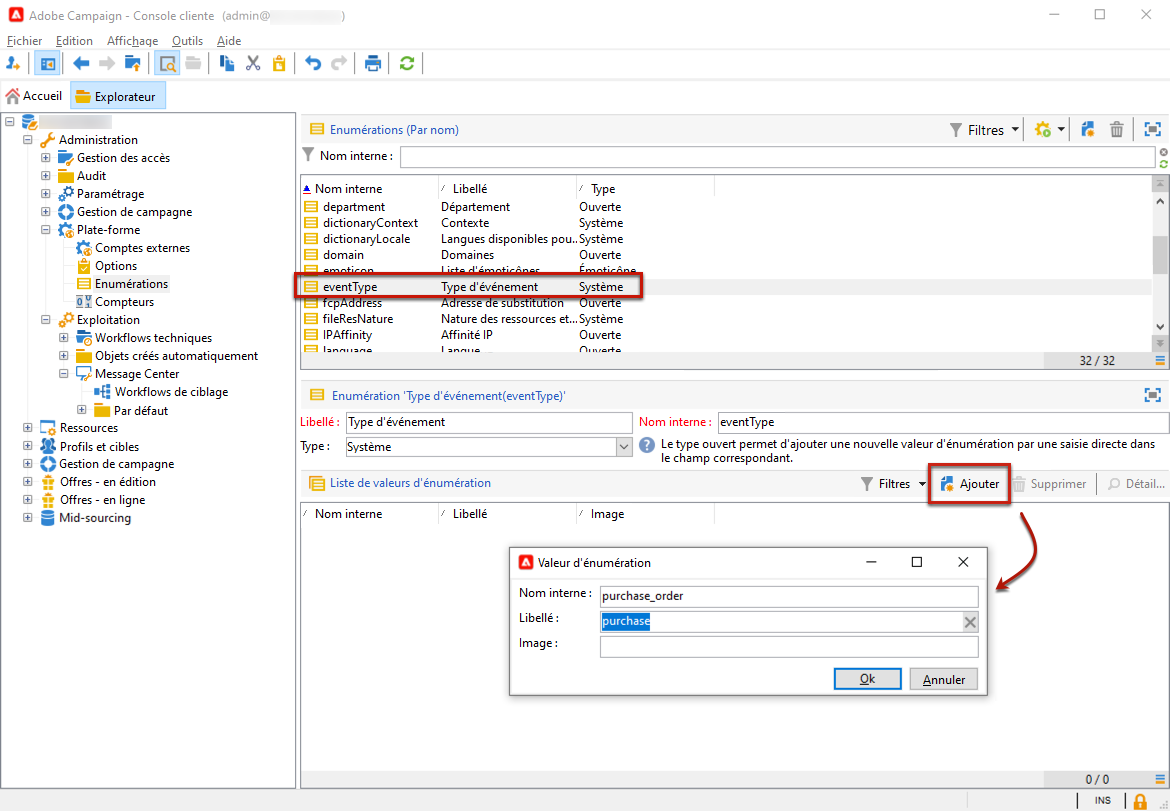 Adobe Campaign - Console cliente (admin@ )
Fichier Edition Affichage Outils Aide
Accueil Explorateur
Administration
Gestion des accès
Audit
Paramétrage
Gestion de campagne
Plate-forme
Comptes externes
Options
Enumérations
Compteurs
Exploitation
Workflows techniques
Objets créés automatiquement
Message Center
Workflows de ciblage
Par défaut
Ressources
Profils et cibles
Gestion de campagne
Offres - en édition
Offres - en ligne
Mid-sourcing
Enumérations (Par nom) Filtres
Nom interne :
Nom interne Libellé Type
department Département Ouverte
dictionaryContext Contexte Système
dictionaryLocale Langues disponibles pou... Système
domain Domaines Ouverte
emoticon Liste d'émoticônes Émoticône
eventType Type d'événement Système
fcpAddress Adresse de substitution Ouverte
fileResNature Nature des ressources et... Système
IPAffinity Affinité IP Ouverte
language Langue Ouverte
32 / 32
Enumération 'Type d'événement(eventType)'
Libellé : Type d'événement Nom interne : eventType
Type : Système Le type ouvert permet d'ajouter une nouvelle valeur d'énumération par une saisie directe dans
le champ correspondant.
Liste de valeurs d'énumération Filtres Ajouter Supprimer Détail...
Nom interne Libellé Image
Valeur d'énumération
Nom interne : purchase_order
Libellé : purchase
Image :
Ok Annuler
0 / 0
INS